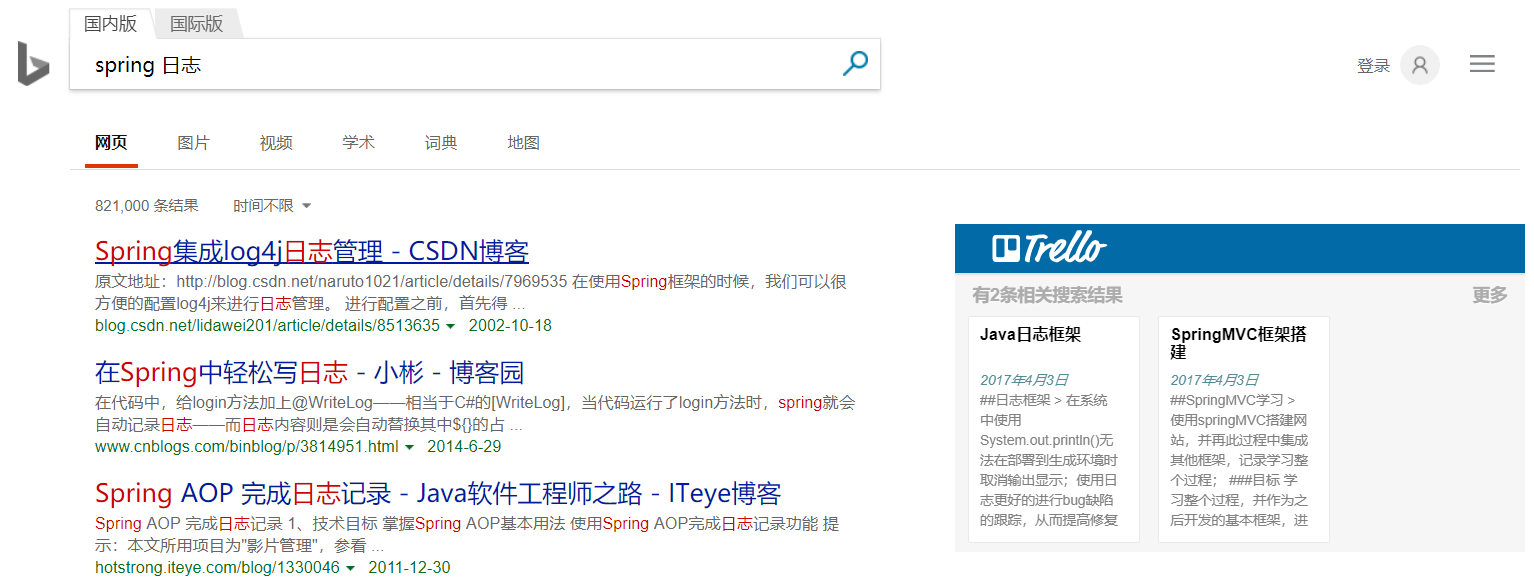 国内版 国际版
spring 日志
登录
网页 图片 视频 学术 词典 地图
821,000 条结果 时间不限
Spring集成log4j日志管理 - CSDN博客
原文地址：http://blog.csdn.net/naruto1021/article/details/7969535 在使用Spring框架的时候，我们可以很
方便的配置log4j来进行日志管理。 进行配置之前，首先得 ...
blog.csdn.net/lidawei201/article/details/8513635 2002-10-18
在Spring中轻松写日志 - 小彬 - 博客园
在代码中，给login方法加上@WriteLog——相当于C#的[WriteLog]，当代码运行了login方法时，spring就会
自动记录日志——而日志内容则是会自动替换其中${}的占 ...
www.cnblogs.com/binblog/p/3814951.html 2014-6-29
Spring AOP 完成日志记录 - Java软件工程师之路 - ITeye博客
Spring AOP 完成日志记录 1、技术目标 掌握Spring AOP基本用法 使用Spring AOP完成日志记录功能 提
示：本文所用项目为"影片管理"，参看 ...
hotstrong.iteye.com/blog/1330046 2011-12-30
Trello
有2条相关搜索结果 更多
Java日志框架
2017年4月3日
##日志框架 > 在系统
中使用
System.out.println()无
法在部署到生成环境时
取消输出显示；使用日
志更好的进行bug缺陷
的跟踪，从而提高修复
SpringMVC框架搭
建
2017年4月3日
##SpringMVC学习 >
使用springMVC搭建网
站，并再此过程中集成
其他框架，记录学习整
个过程； ###目标 学
习整个过程，并作为之
后开发的基本框架，进